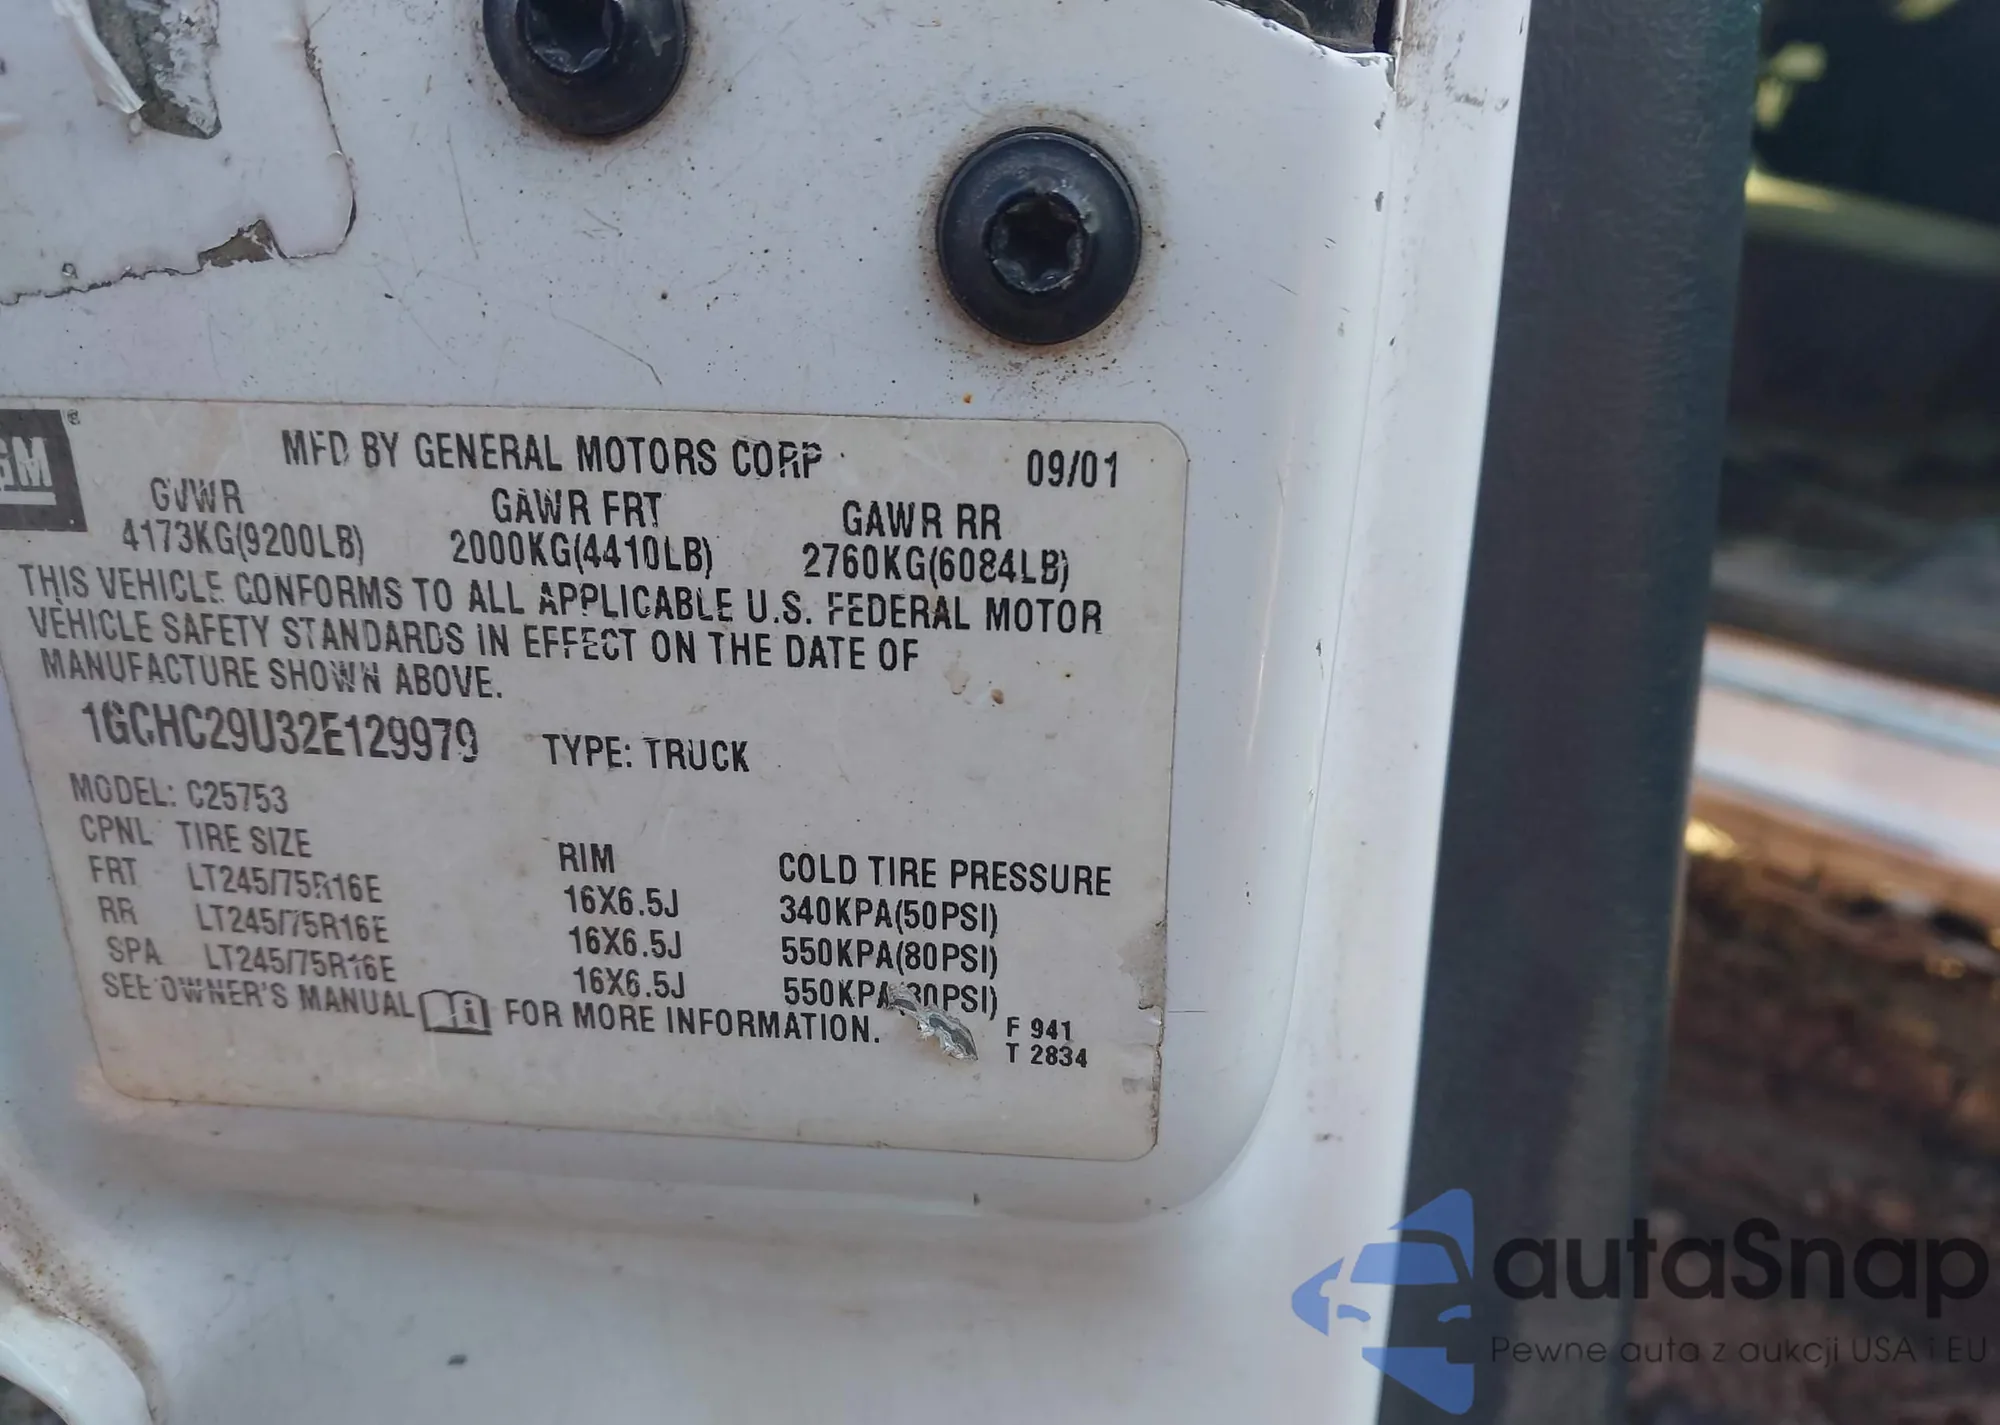 GM ®
MFD BY GENERAL MOTORS CORP 09/01
GVWR GAWR FRT GAWR RR
4173KG(9200LB) 2000KG(4410LB) 2760KG(6084LB)
THIS VEHICLE CONFORMS TO ALL APPLICABLE U.S. FEDERAL MOTOR
VEHICLE SAFETY STANDARDS IN EFFECT ON THE DATE OF
MANUFACTURE SHOWN ABOVE.
1GCHC29U32E129979 TYPE: TRUCK
MODEL: C25753
CPNL TIRE SIZE RIM COLD TIRE PRESSURE
FRT LT245/75R16E 16X6.5J 340KPA(50PSI)
RR LT245/75R16E 16X6.5J 550KPA(80PSI)
SPA LT245/75R16E 16X6.5J 550KPA(80PSI)
SEE OWNER'S MANUAL FOR MORE INFORMATION.
F 941
T 2834
autaSnap
Pewne auta z aukcji USA i EU